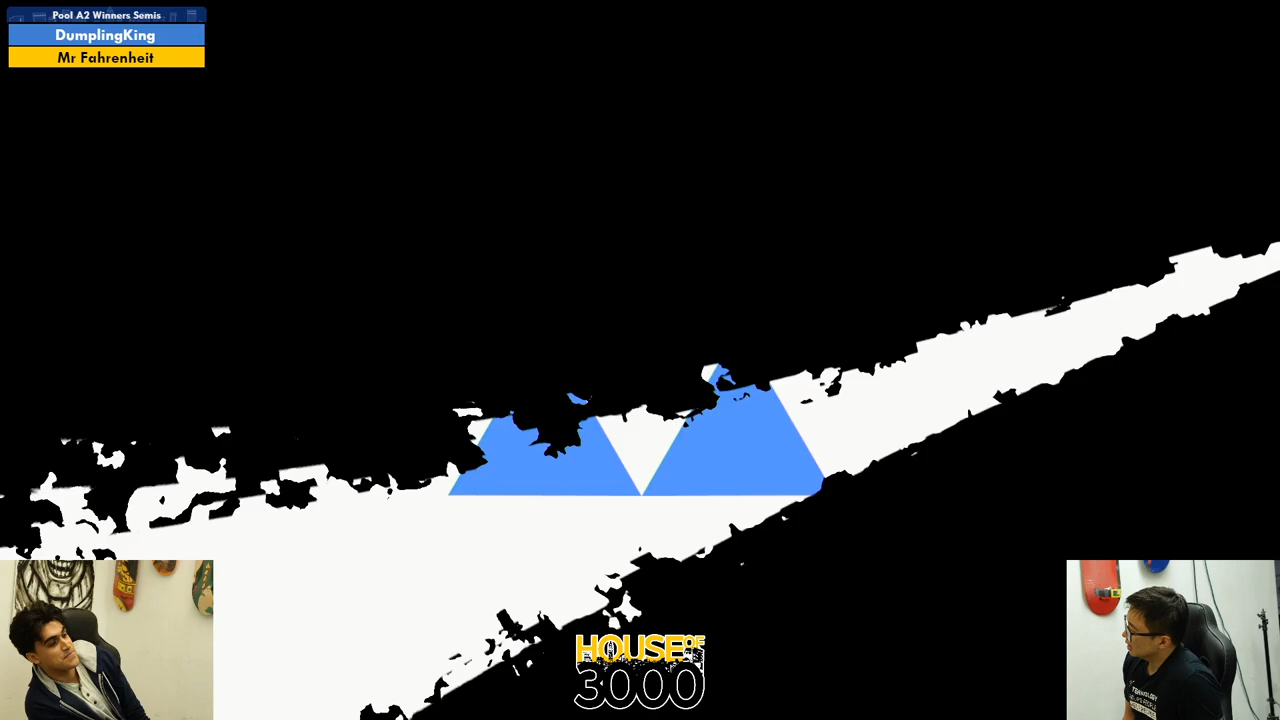 Pool A2 Winners Semis
DumplingKing
Mr Fahrenheit
HOUSE OF
3000